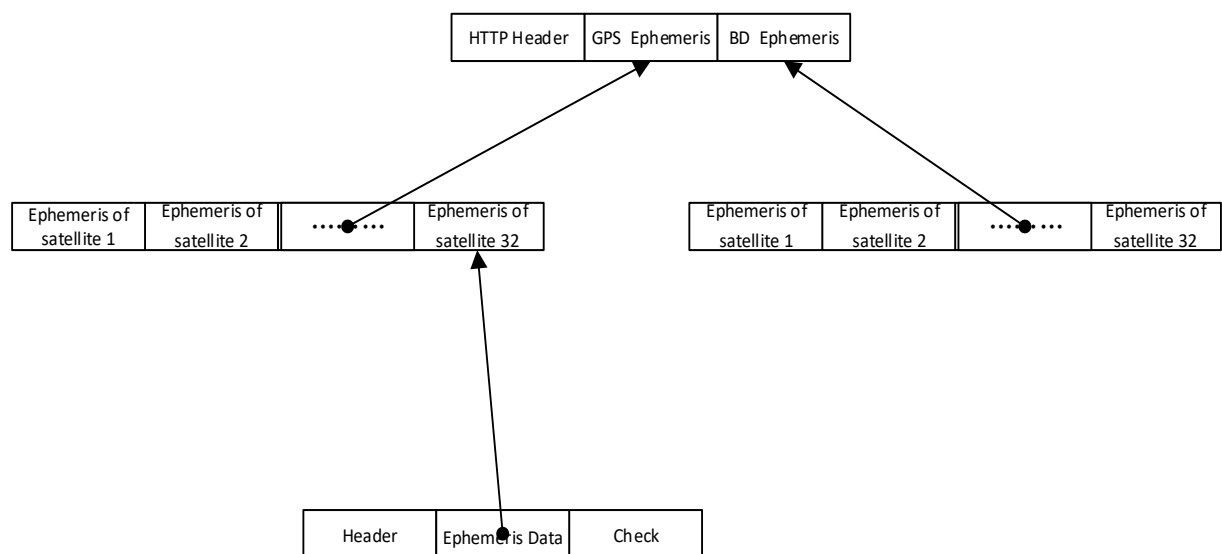 HTTP Header GPS Ephemeris BD Ephemeris
Ephemeris of satellite 1
Ephemeris of satellite 2
………
Ephemeris of satellite 32
Ephemeris of satellite 1
Ephemeris of satellite 2
………
Ephemeris of satellite 32
Header Ephemeris Data Check